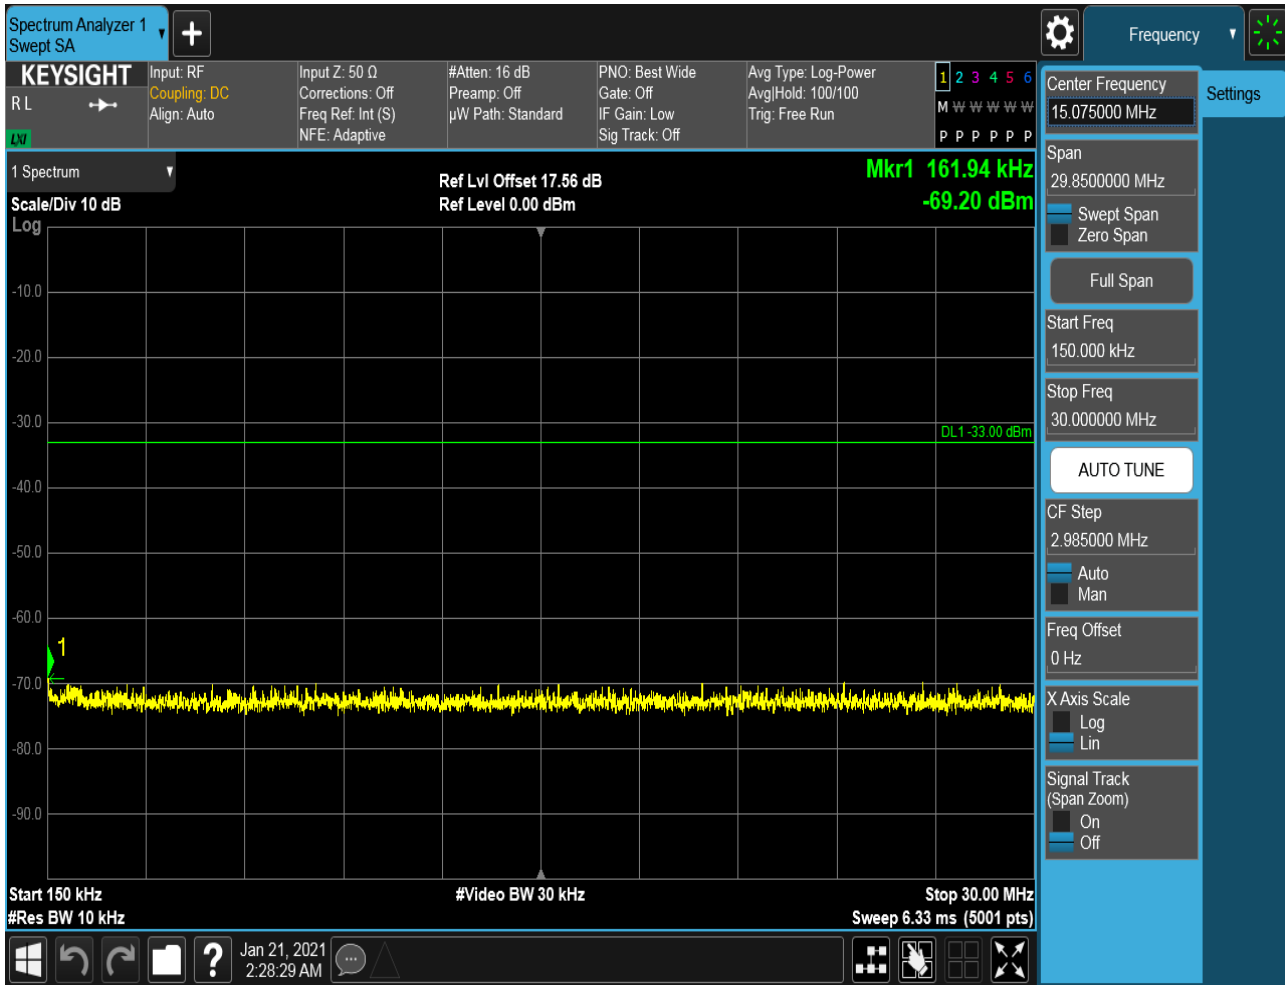 Spectrum Analyzer 1
Swept SA
+
Frequency
KEYSIGHT
R L
LXI
Input: RF
Coupling: DC
Align: Auto
Input Z: 50 Ω
Corrections: Off
Freq Ref: Int (S)
NFE: Adaptive
#Atten: 16 dB
Preamp: Off
µW Path: Standard
PNO: Best Wide
Gate: Off
IF Gain: Low
Sig Track: Off
Avg Type: Log-Power
Avg|Hold: 100/100
Trig: Free Run
1 2 3 4 5 6
M W W W W W
P P P P P P
1 Spectrum
Scale/Div 10 dB
Log
Ref Lvl Offset 17.56 dB
Ref Level 0.00 dBm
Mkr1 161.94 kHz
-69.20 dBm
-10.0
-20.0
-30.0
DL1 -33.00 dBm
-40.0
-50.0
-60.0
1
-70.0
-80.0
-90.0
Start 150 kHz
#Video BW 30 kHz
Stop 30.00 MHz
#Res BW 10 kHz
Sweep 6.33 ms (5001 pts)
Center Frequency
15.075000 MHz
Settings
Span
29.8500000 MHz
Swept Span
Zero Span
Full Span
Start Freq
150.000 kHz
Stop Freq
30.000000 MHz
AUTO TUNE
CF Step
2.985000 MHz
Auto
Man
Freq Offset
0 Hz
X Axis Scale
Log
Lin
Signal Track
(Span Zoom)
On
Off
?
Jan 21, 2021
2:28:29 AM